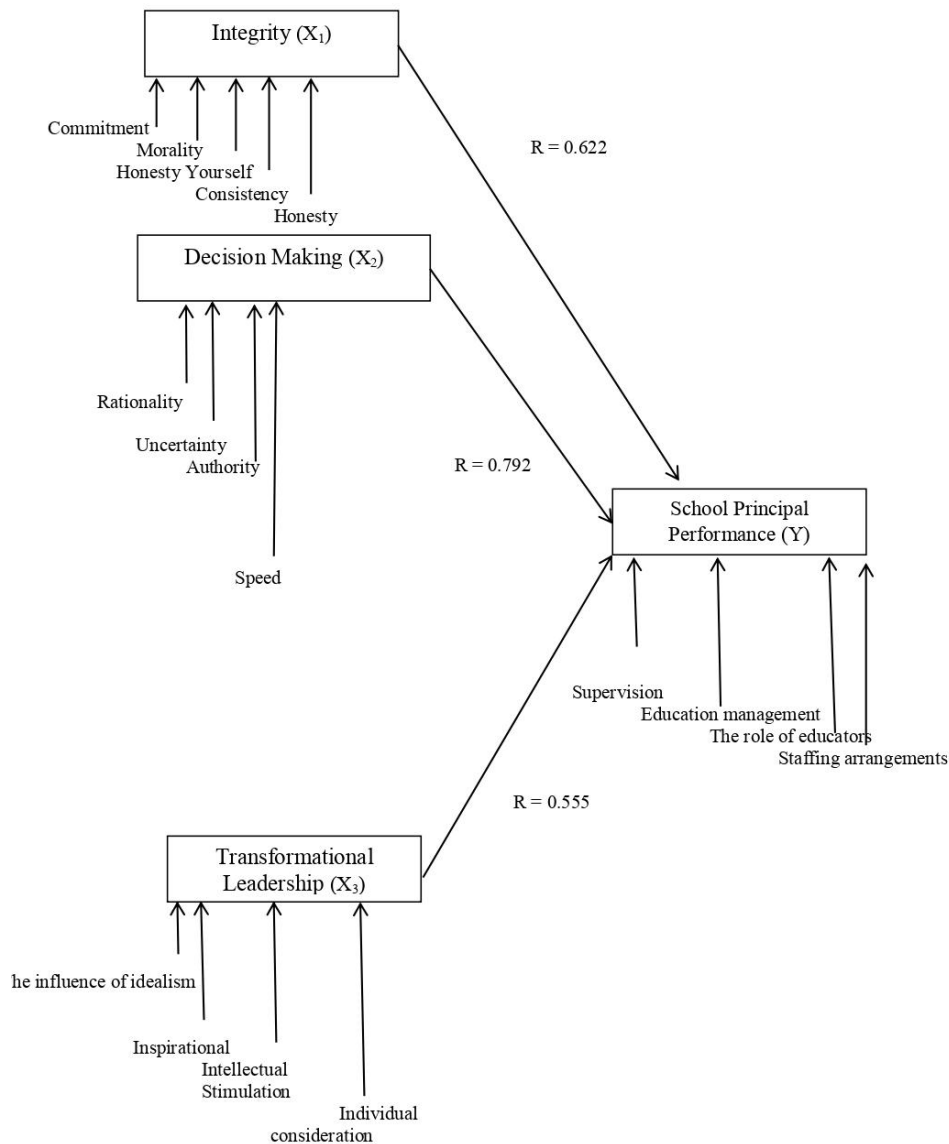 Integrity (X₁)
Commitment
Morality
Honesty Yourself
Consistency
Honesty
R = 0.622
Decision Making (X₂)
Rationality
Uncertainty
Authority
Speed
R = 0.792
School Principal
Performance (Y)
Supervision
Education management
The role of educators
Staffing arrangements
R = 0.555
Transformational
Leadership (X₃)
he influence of idealism
Inspirational
Intellectual
Stimulation
Individual
consideration